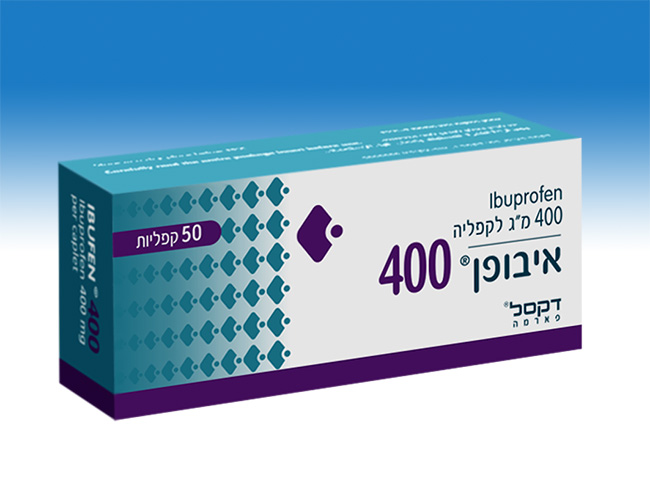 Ibuprofen
400 מ"ג לקפליה
איבופן® 400
דקסל®
פארמה
50 קפליות
IBUFEN® 400
Ibuprofen 400 mg
per caplet